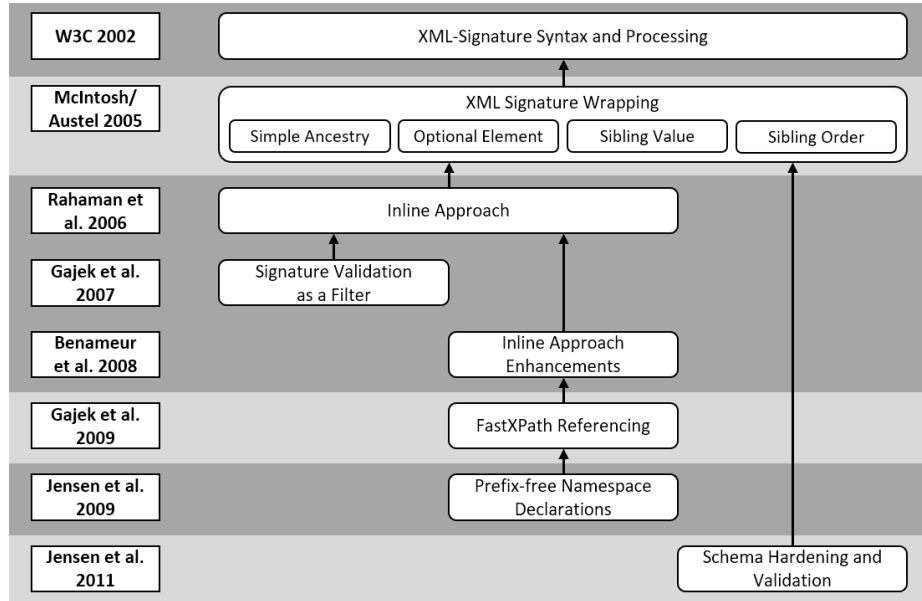 W3C 2002
XML-Signature Syntax and Processing
McIntosh/
Austel 2005
XML Signature Wrapping
Simple Ancestry
Optional Element
Sibling Value
Sibling Order
Rahaman et
al. 2006
Inline Approach
Gajek et al.
2007
Signature Validation
as a Filter
Benameur
et al. 2008
Inline Approach
Enhancements
Gajek et al.
2009
FastXPath Referencing
Jensen et al.
2009
Prefix-free Namespace
Declarations
Jensen et al.
2011
Schema Hardening and
Validation